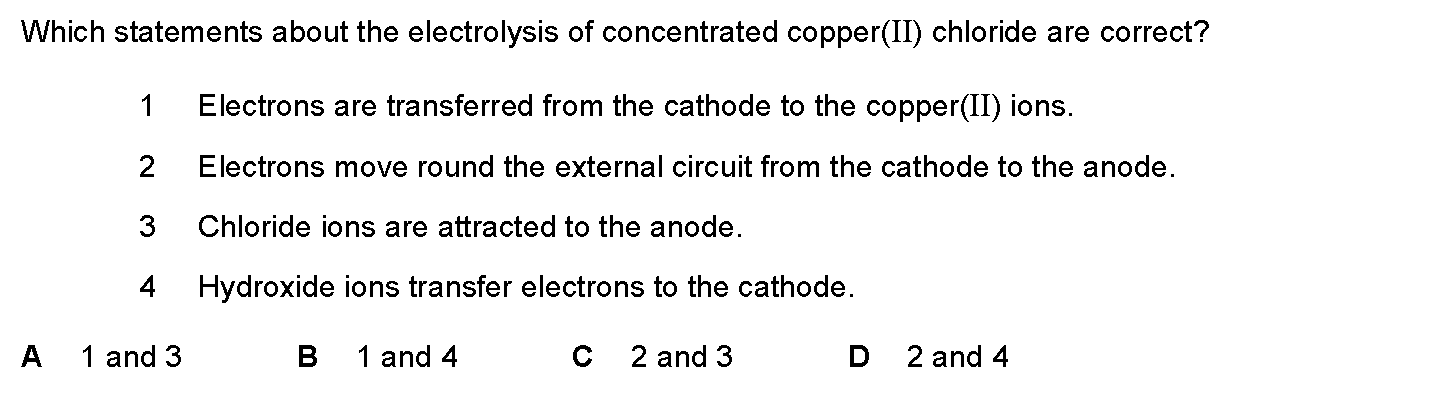 Which statements about the electrolysis of concentrated copper(II) chloride are correct?
1 Electrons are transferred from the cathode to the copper(II) ions.
2 Electrons move round the external circuit from the cathode to the anode.
3 Chloride ions are attracted to the anode.
4 Hydroxide ions transfer electrons to the cathode.
A 1 and 3 B 1 and 4 C 2 and 3 D 2 and 4